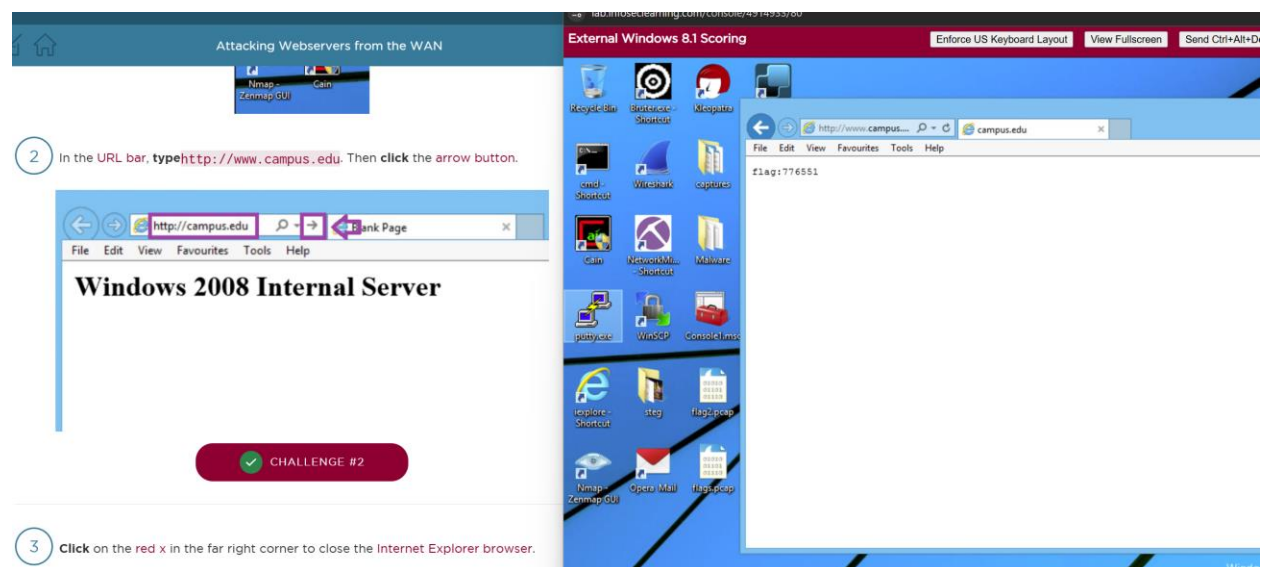 Attacking Webservers from the WAN
Nmap -
Zenmap GUI
Cain
2
In the URL bar, typehttp://www.campus.edu. Then click the arrow button.
http://campus.edu
Blank Page
File Edit View Favourites Tools Help
Windows 2008 Internal Server
CHALLENGE #2
3
Click on the red x in the far right corner to close the Internet Explorer browser.
lab.infoseclearning.com/console/4914933/80
External Windows 8.1 Scoring
Enforce US Keyboard Layout
View Fullscreen
Send Ctrl+Alt+De
Recycle Bin
Bruter.exe -
Shortcut
Kleopatra
cmd -
Shortcut
Wireshark
captures
Cain
NetworkMi...
- Shortcut
Malware
putty.exe
WinSCP
Console1.msc
iexplore -
Shortcut
steg
flag2.pcap
Nmap -
Zenmap GUI
Opera Mail
flags.pcap
http://www.campus....
campus.edu
File Edit View Favourites Tools Help
flag:776551